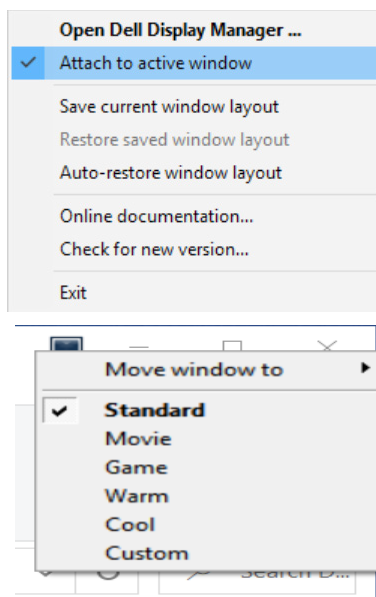 Open Dell Display Manager ...
Attach to active window
Save current window layout
Restore saved window layout
Auto-restore window layout
Online documentation...
Check for new version...
Exit
Move window to
Standard
Movie
Game
Warm
Cool
Custom
Search D...